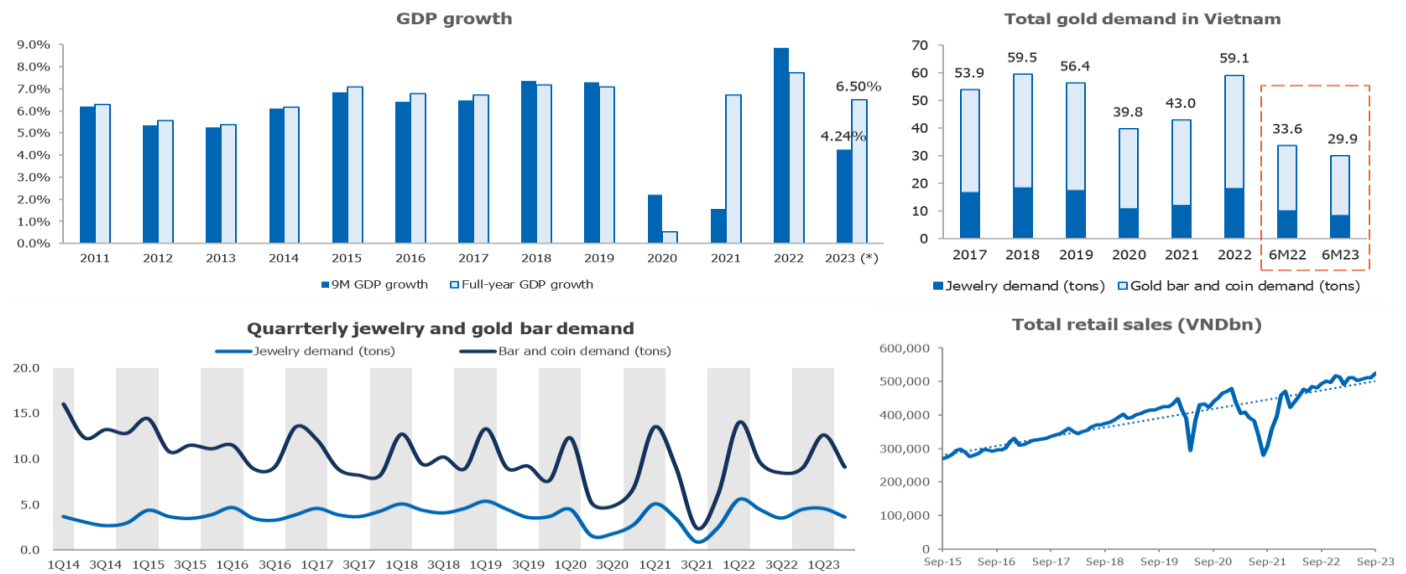 GDP growth
9.0%
8.0%
7.0%
6.0%
5.0%
4.0%
3.0%
2.0%
1.0%
0.0%
6.50%
4.24%
2011 2012 2013 2014 2015 2016 2017 2018 2019 2020 2021 2022 2023 (*)
9M GDP growth Full-year GDP growth
Total gold demand in Vietnam
70
60
50
40
30
20
10
0
53.9 59.5 56.4 39.8 43.0 59.1 33.6 29.9
2017 2018 2019 2020 2021 2022 6M22 6M23
Jewelry demand (tons) Gold bar and coin demand (tons)
Quarrterly jewelry and gold bar demand
Jewelry demand (tons) Bar and coin demand (tons)
20.0
15.0
10.0
5.0
0.0
1Q14 3Q14 1Q15 3Q15 1Q16 3Q16 1Q17 3Q17 1Q18 3Q18 1Q19 3Q19 1Q20 3Q20 1Q21 3Q21 1Q22 3Q22 1Q23
Total retail sales (VNDbn)
600,000
500,000
400,000
300,000
200,000
100,000
0
Sep-15 Sep-16 Sep-17 Sep-18 Sep-19 Sep-20 Sep-21 Sep-22 Sep-23